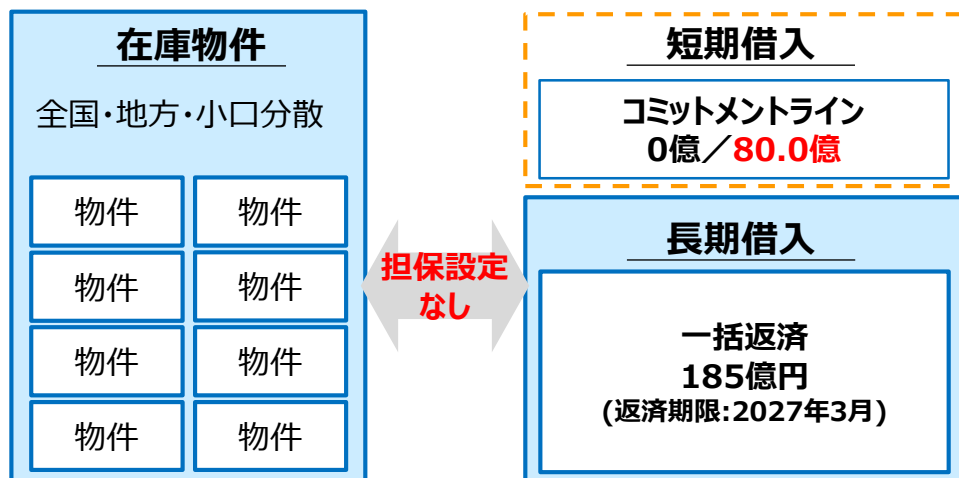 在庫物件
全国・地方・小口分散
物件
物件
物件
物件
物件
物件
物件
物件
担保設定
なし
短期借入
コミットメントライン
0億／80.0億
長期借入
一括返済
185億円
(返済期限:2027年3月)